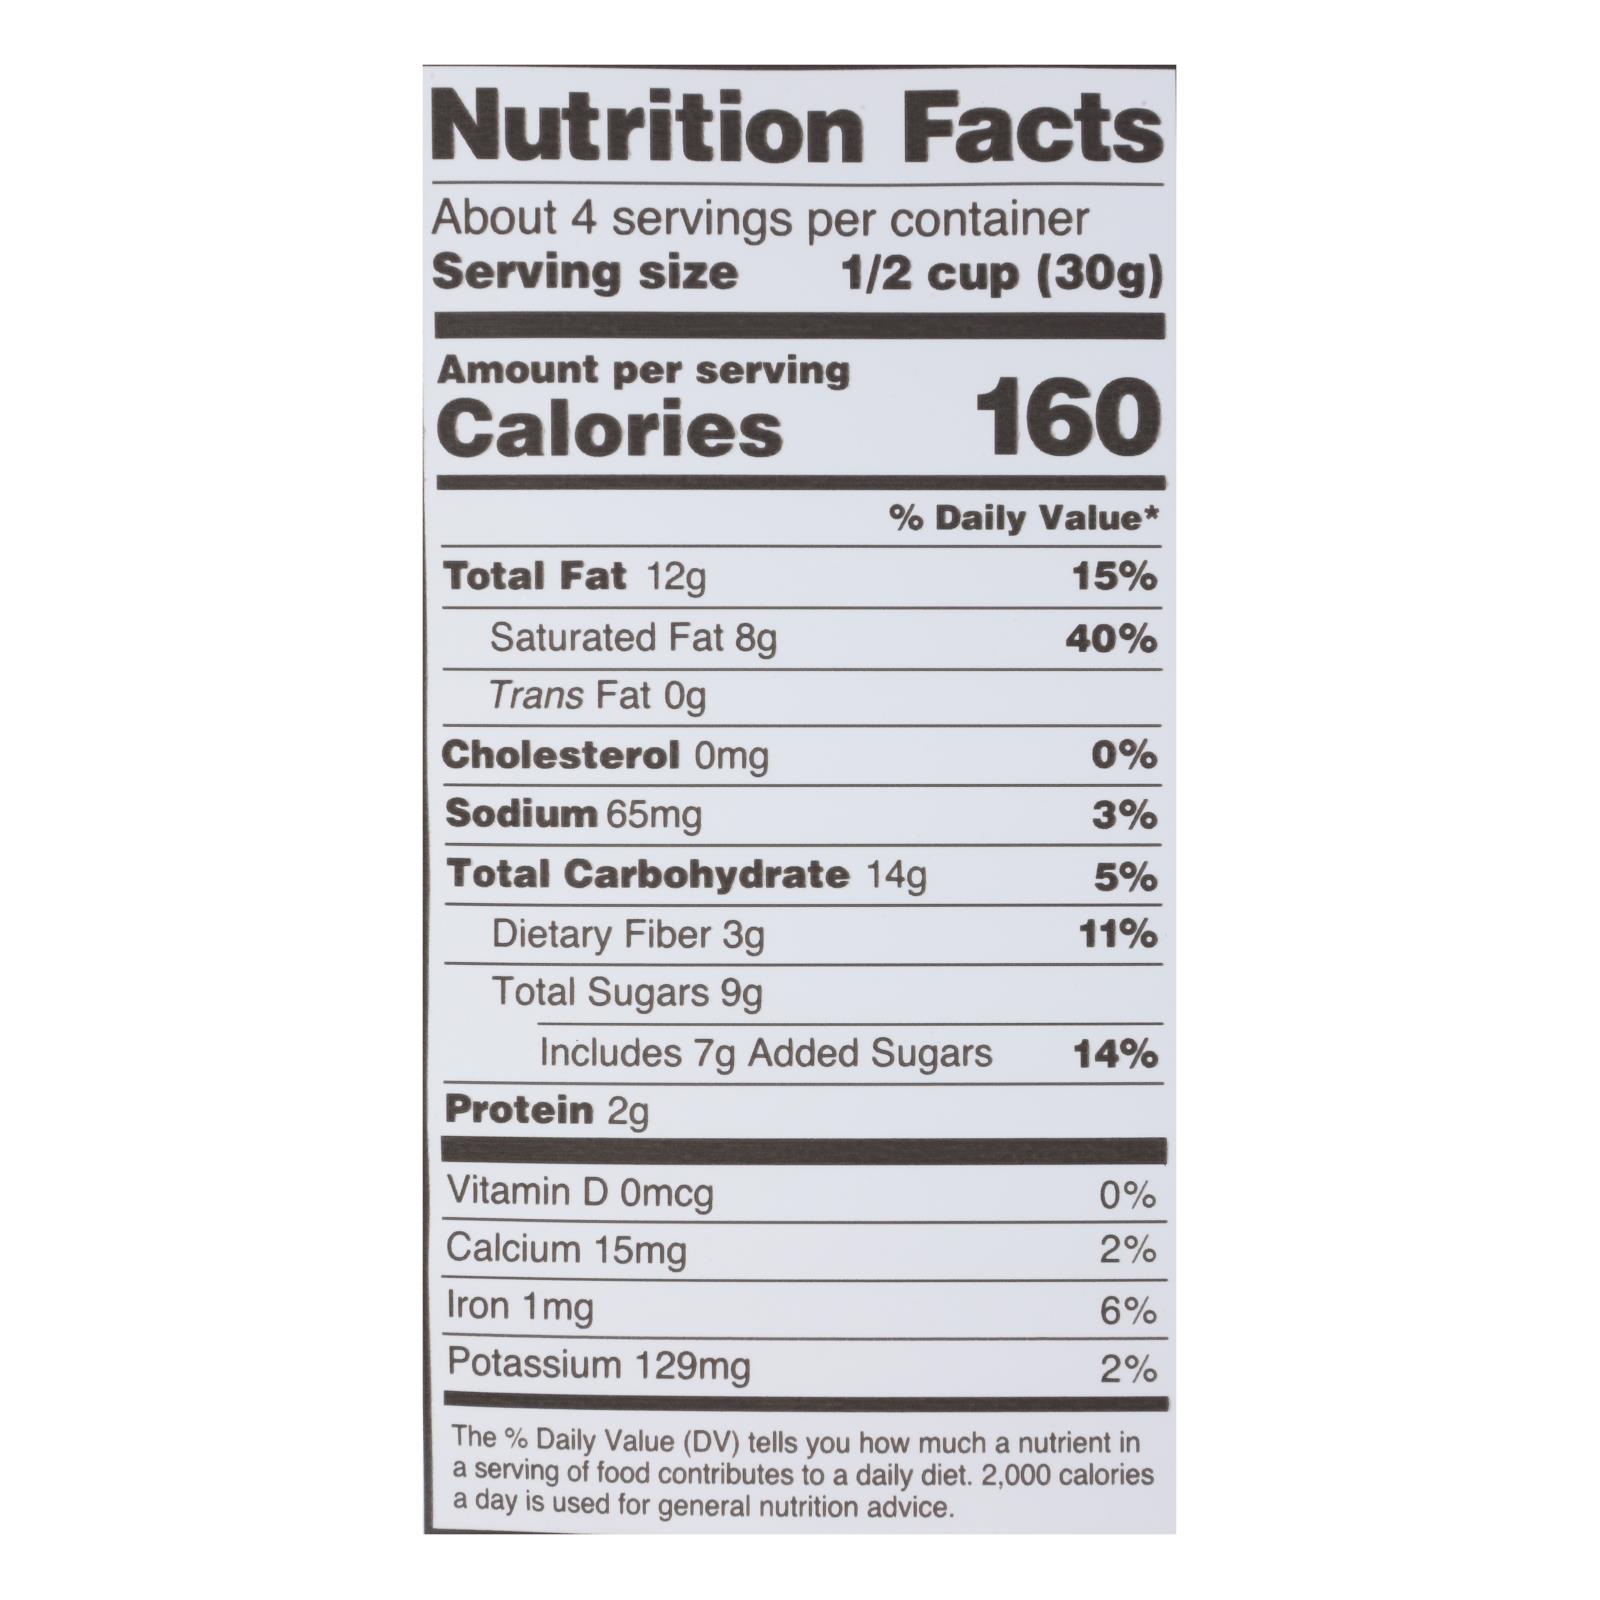 Nutrition Facts
About 4 servings per container
Serving size 1/2 cup (30g)
Amount per serving
Calories 160
% Daily Value*
Total Fat 12g 15%
Saturated Fat 8g 40%
Trans Fat 0g
Cholesterol 0mg 0%
Sodium 65mg 3%
Total Carbohydrate 14g 5%
Dietary Fiber 3g 11%
Total Sugars 9g
Includes 7g Added Sugars 14%
Protein 2g
Vitamin D 0mcg 0%
Calcium 15mg 2%
Iron 1mg 6%
Potassium 129mg 2%
The % Daily Value (DV) tells you how much a nutrient in
a serving of food contributes to a daily diet. 2,000 calories
a day is used for general nutrition advice.